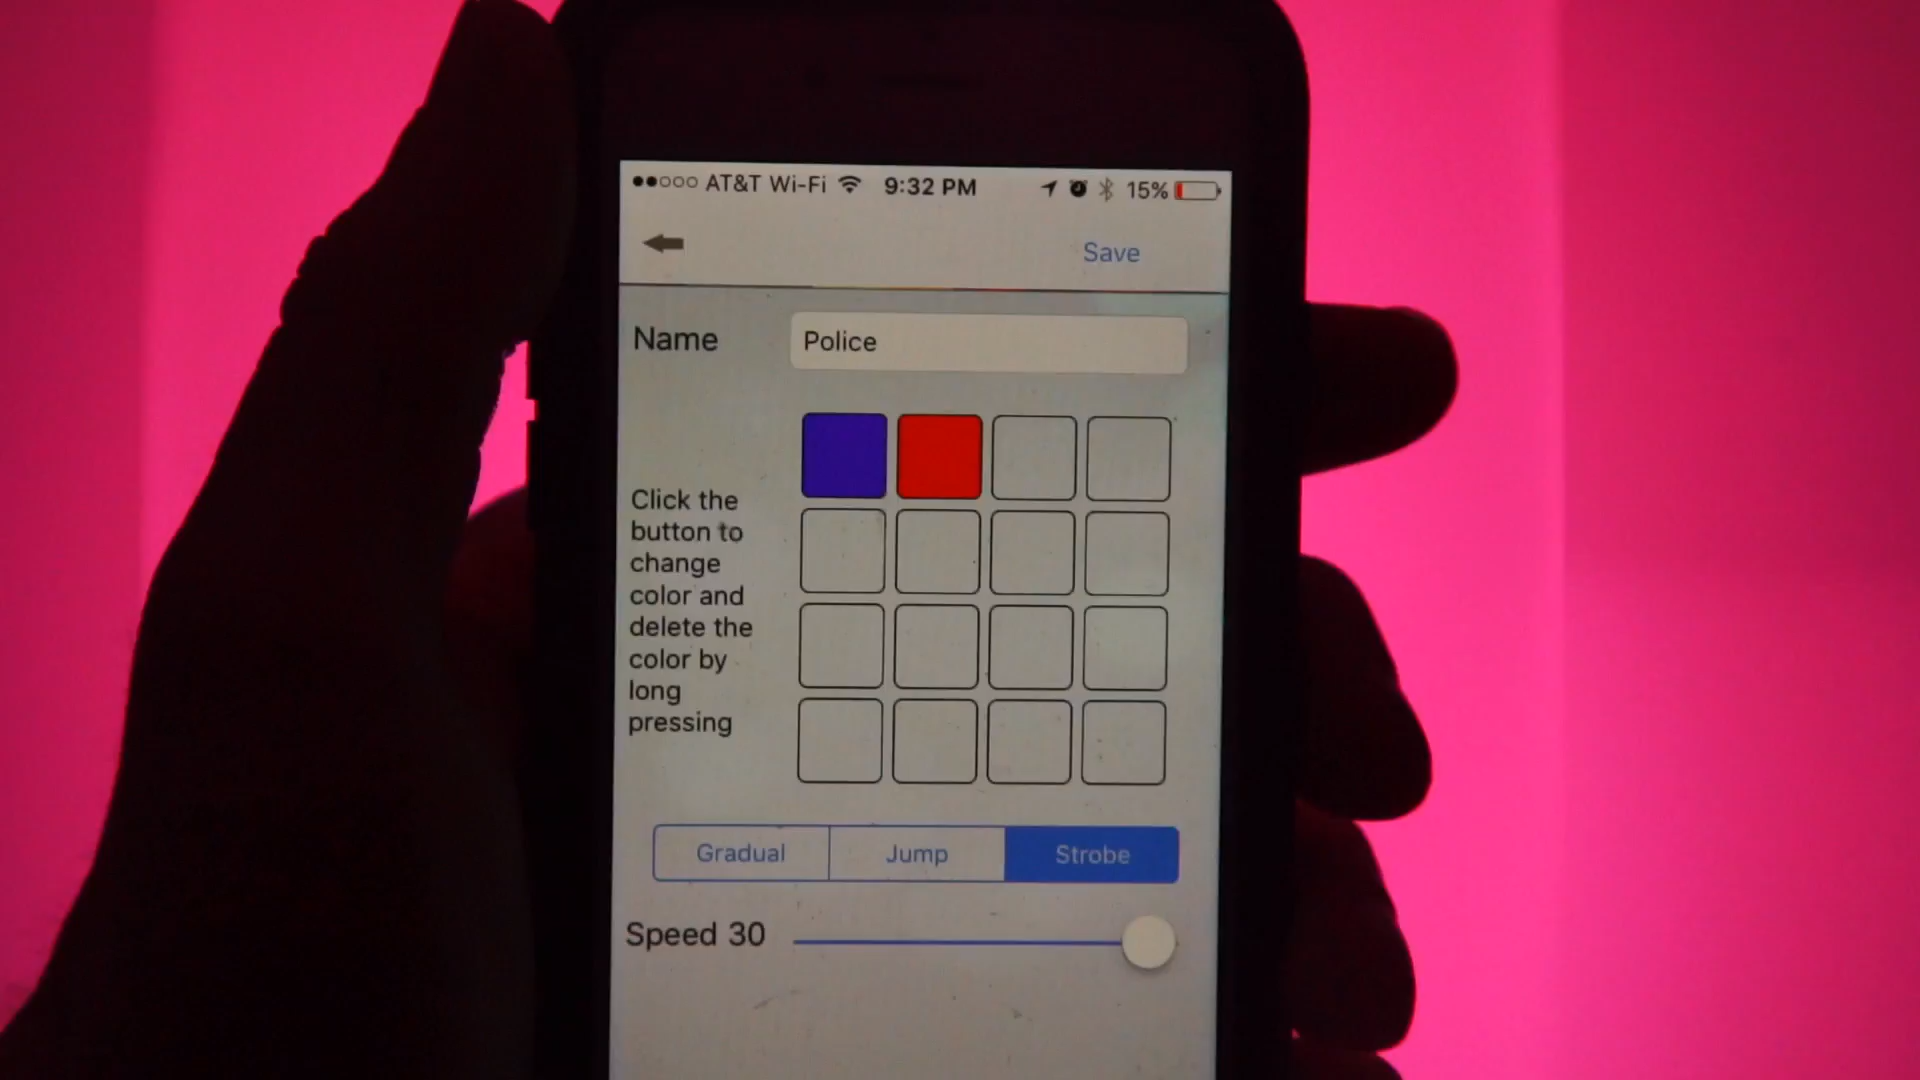 AT&T Wi-Fi 9:32 PM 15%
Save
Name Police
Click the
button to
change
color and
delete the
color by
long
pressing
Gradual Jump Strobe
Speed 30